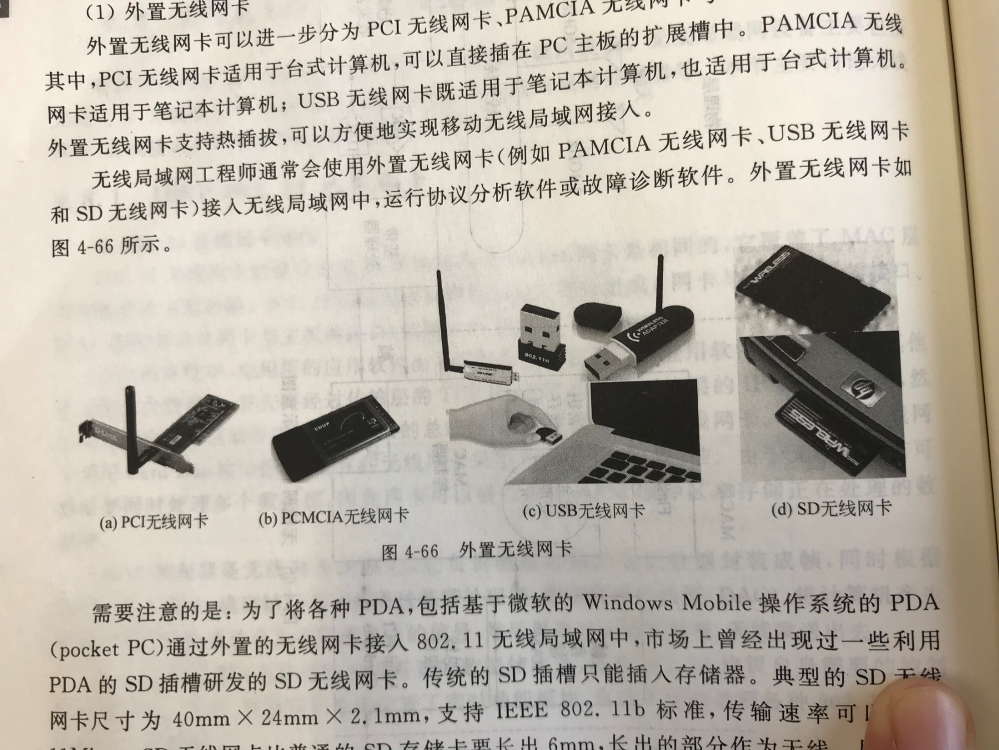 (1) 外置无线网卡
外置无线网卡可以进一步分为 PCI 无线网卡、PAMCIA 无线网卡
其中,PCI 无线网卡适用于台式计算机,可以直接插在 PC 主板的扩展槽中。PAMCIA 无线
网卡适用于笔记本计算机；USB 无线网卡既适用于笔记本计算机,也适用于台式计算机。
外置无线网卡支持热插拔,可以方便地实现移动无线局域网接入。
无线局域网工程师通常会使用外置无线网卡(例如 PAMCIA 无线网卡、USB 无线网卡
和 SD 无线网卡)接入无线局域网中,运行协议分析软件或故障诊断软件。外置无线网卡如
图 4-66 所示。
WIRELESS
WIRELESS
ADAPTER
802.11n
D-Link
EDUP
hp
WIRELESS
(a) PCI无线网卡
(b) PCMCIA无线网卡
(c) USB无线网卡
(d) SD无线网卡
图 4-66 外置无线网卡
需要注意的是：为了将各种 PDA,包括基于微软的 Windows Mobile 操作系统的 PDA
(pocket PC)通过外置的无线网卡接入 802.11 无线局域网中,市场上曾经出现过一些利用
PDA 的 SD 插槽研发的 SD 无线网卡。传统的 SD 插槽只能插入存储器。典型的 SD 无线
网卡尺寸为 40mm×24mm×2.1mm,支持 IEEE 802.11b 标准,传输速率可
SD 无线网卡比普通的 SD 存储卡要长出 6mm,长出的部分作为无线